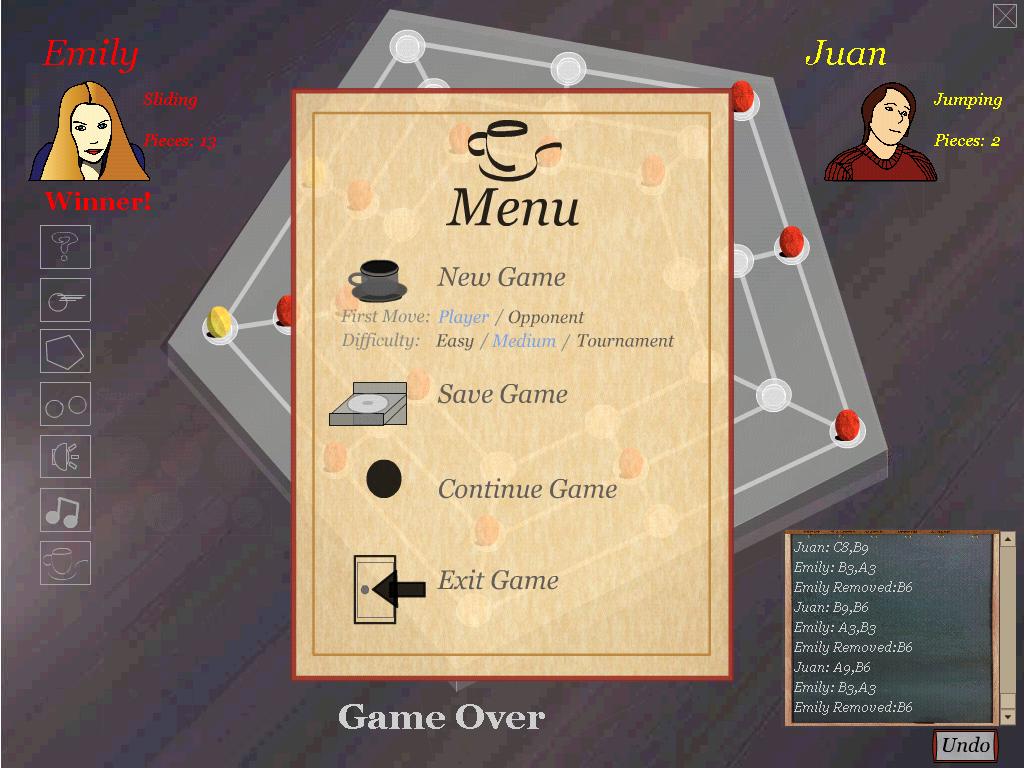 Emily
Juan
Sliding
Pieces: 13
Jumping
Pieces: 2
Winner!
Menu
New Game
First Move: Player / Opponent
Difficulty: Easy / Medium / Tournament
Save Game
Continue Game
Exit Game
Juan: C8,B9
Emily: B3,A3
Emily Removed:B6
Juan: B9,B6
Emily: A3,B3
Emily Removed:B6
Juan: A9,B6
Emily: B3,A3
Emily Removed:B6
Game Over
Undo